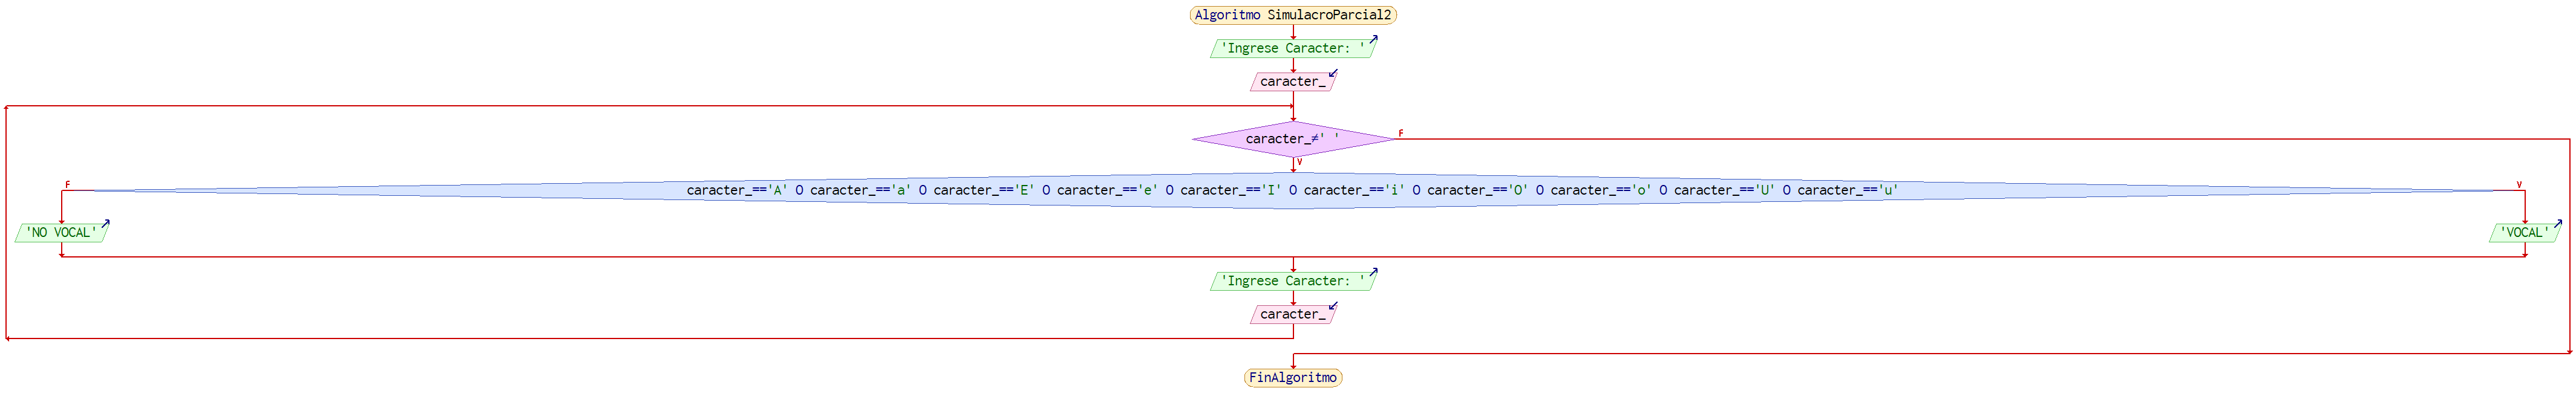 Algoritmo SimulacroParcial2
'Ingrese Caracter: '
caracter_
caracter_≠' '
F
V
F
caracter_=='A' O caracter_=='a' O caracter_=='E' O caracter_=='e' O caracter_=='I' O caracter_=='i' O caracter_=='O' O caracter_=='o' O caracter_=='U' O caracter_=='u'
V
'NO VOCAL'
'VOCAL'
'Ingrese Caracter: '
caracter_
FinAlgoritmo